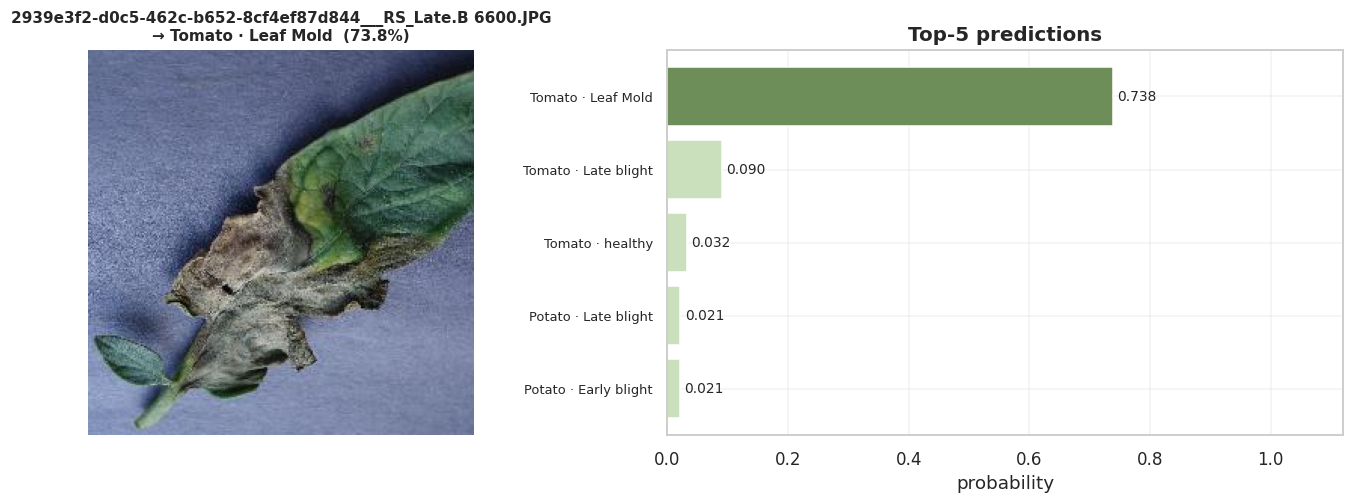 2939e3f2-d0c5-462c-b652-8cf4ef87d844___RS_Late.B 6600.JPG
→ Tomato · Leaf Mold (73.8%)
Top-5 predictions
Tomato · Leaf Mold
0.738
Tomato · Late blight
0.090
Tomato · healthy
0.032
Potato · Late blight
0.021
Potato · Early blight
0.021
0.0 0.2 0.4 0.6 0.8 1.0
probability